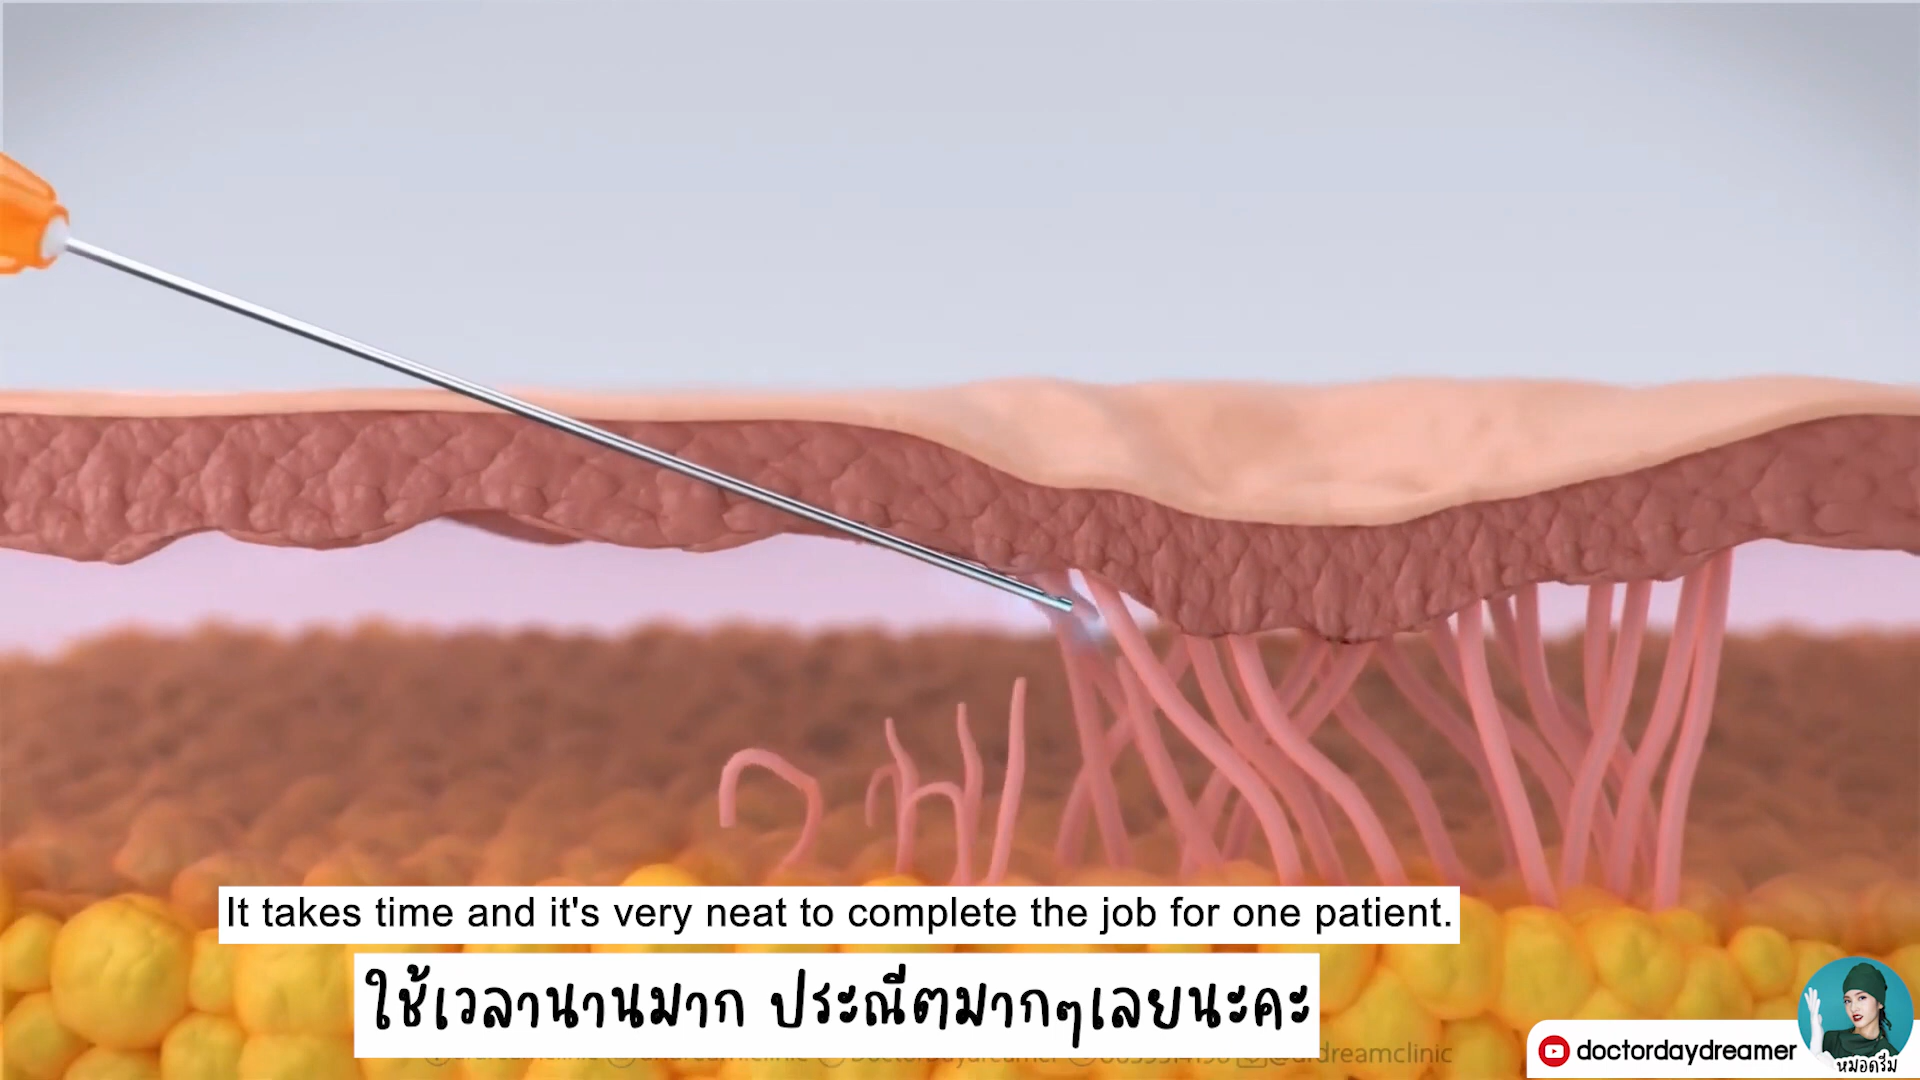 It takes time and it's very neat to complete the job for one patient.
ใช้เวลานานมาก ประณีตมากๆเลยนะคะ
doctordaydreamer
หมอดรีม